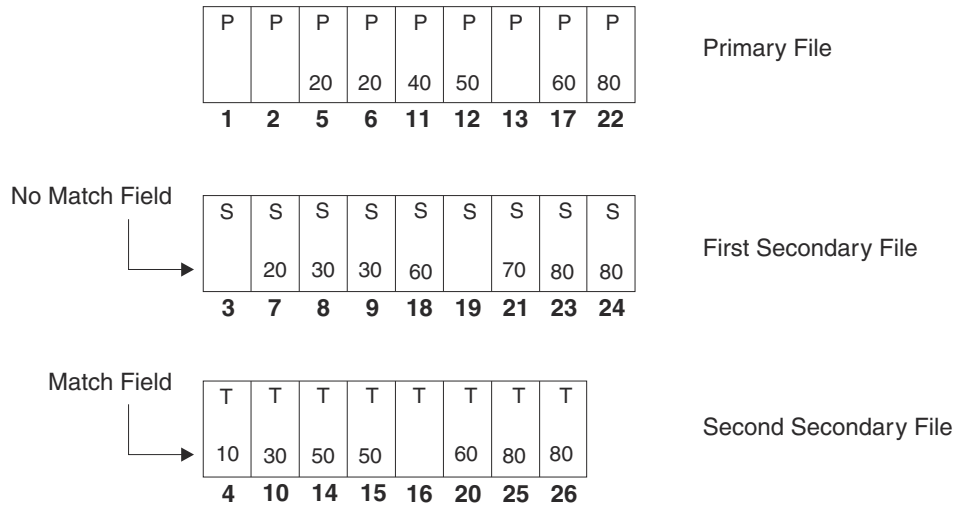 P P P P P P P P P
Primary File
20 20 40 50 60 80
1 2 5 6 11 12 13 17 22
No Match Field
S S S S S S S S S
First Secondary File
20 30 30 60 70 80 80
3 7 8 9 18 19 21 23 24
Match Field
T T T T T T T T
Second Secondary File
10 30 50 50 60 80 80
4 10 14 15 16 20 25 26